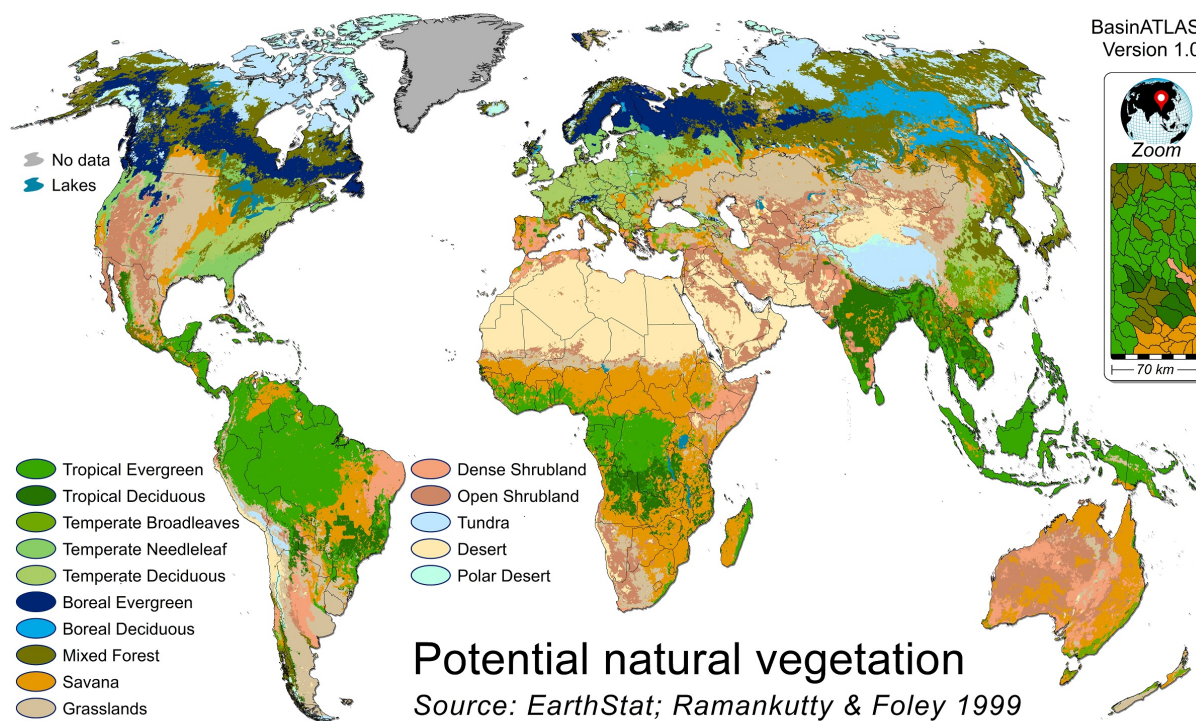 BasinATLAS
Version 1.0
No data
Lakes
Zoom
70 km
Tropical Evergreen
Tropical Deciduous
Temperate Broadleaves
Temperate Needleleaf
Temperate Deciduous
Boreal Evergreen
Boreal Deciduous
Mixed Forest
Savana
Grasslands
Dense Shrubland
Open Shrubland
Tundra
Desert
Polar Desert
Potential natural vegetation
Source: EarthStat; Ramankutty & Foley 1999